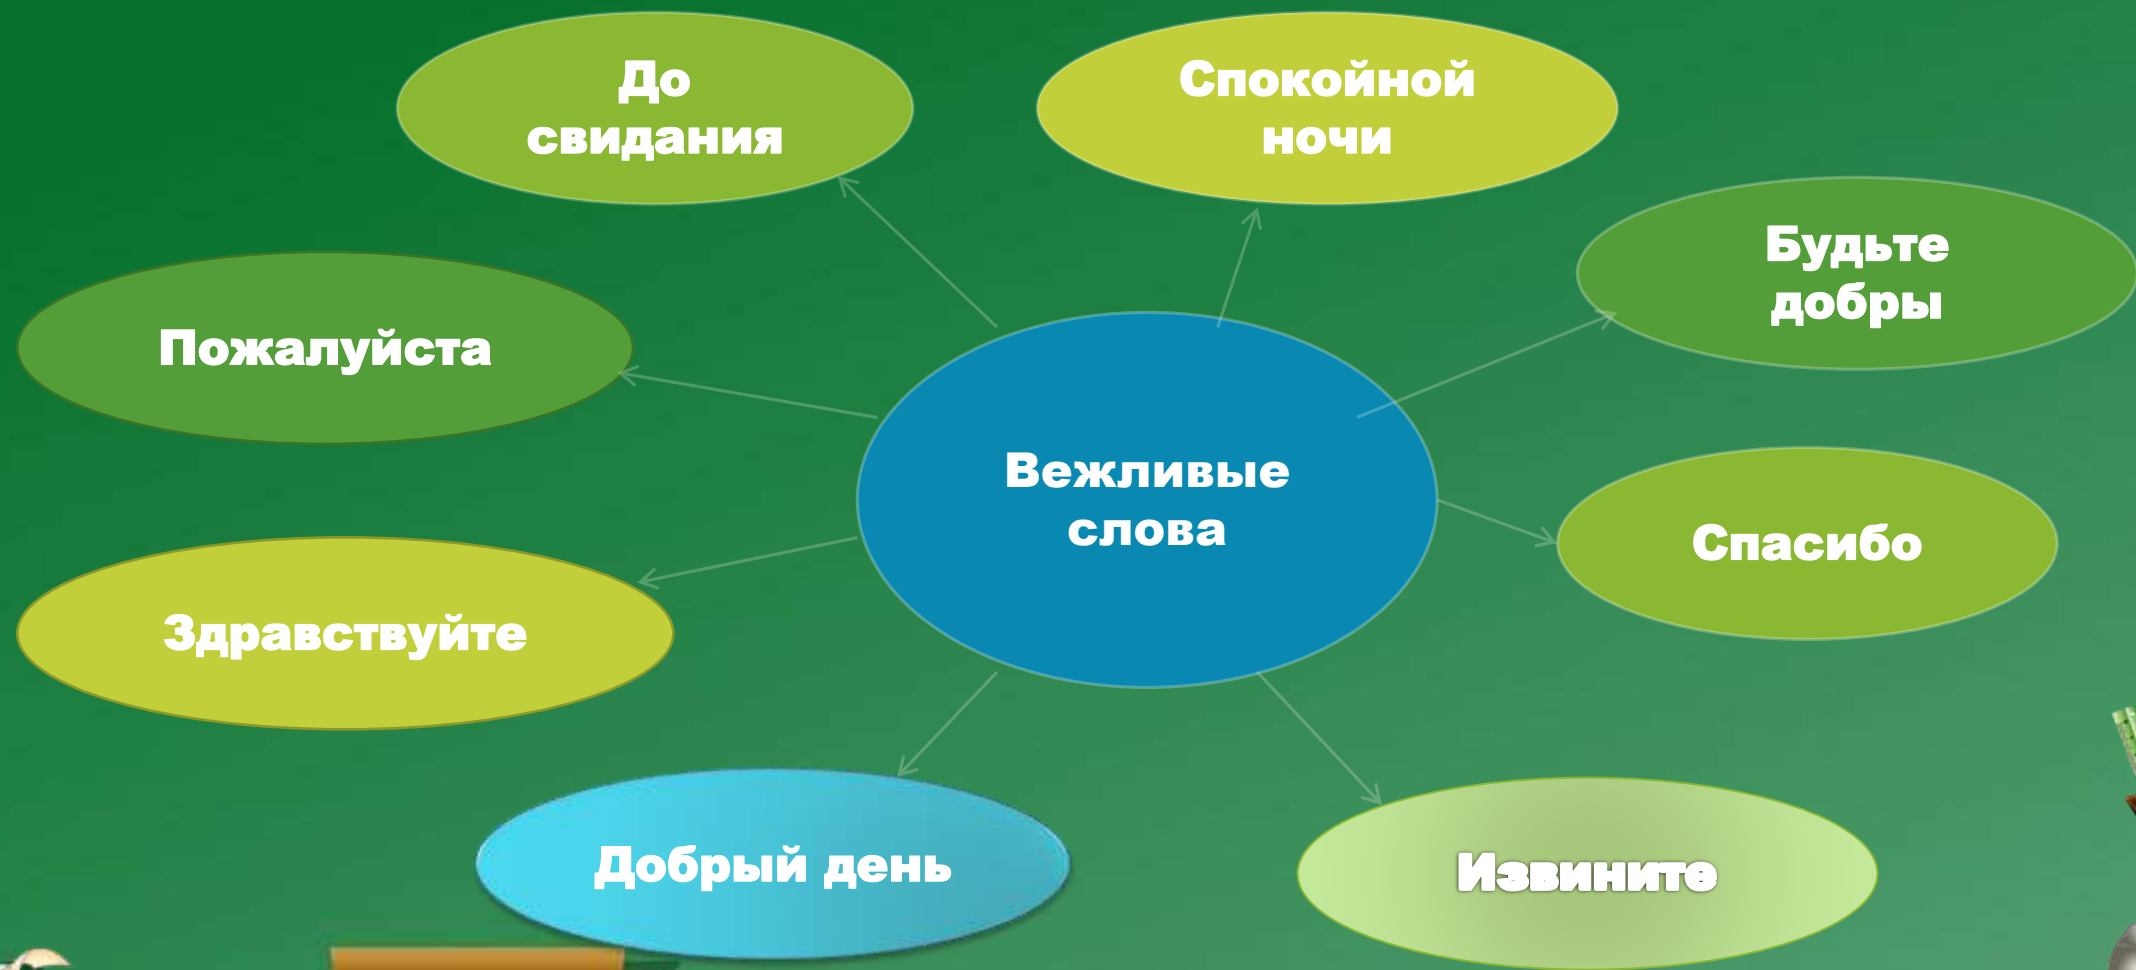 До
свидания
Спокойной
ночи
Будьте
добры
Пожалуйста
Вежливые
слова
Спасибо
Здравствуйте
Добрый день
Извините